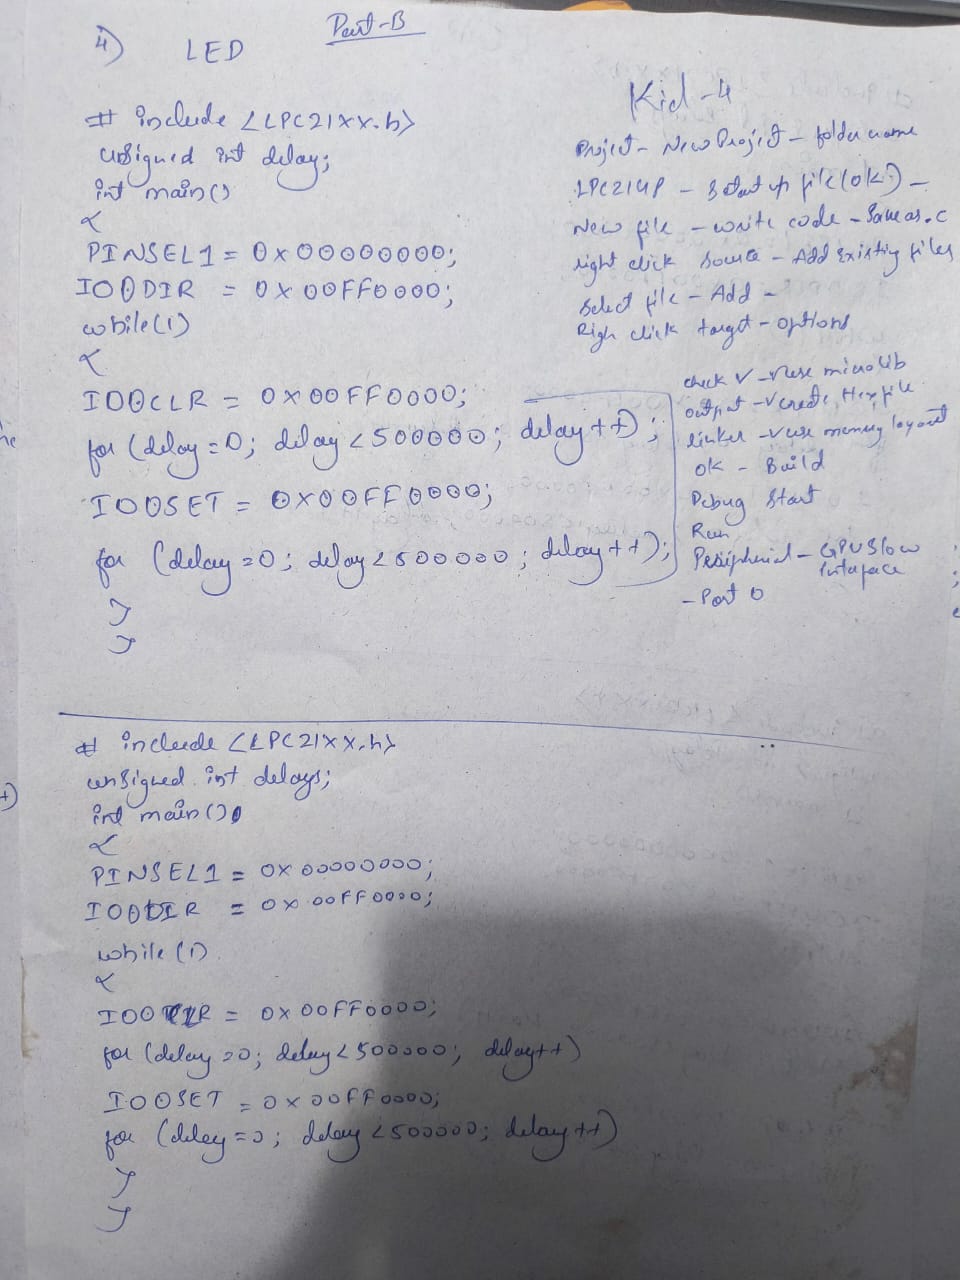 Part-B
4) LED
# include <LPC21xx.h>
unsigned int delay;
int main()
{
PINSEL1 = 0x00000000;
IO0DIR = 0x00FF0000;
while(1)
{
IO0CLR = 0x00FF0000;
for (delay=0; delay<500000; delay++);
IO0SET = 0x00FF0000;
for (delay=0; delay<500000; delay++);
}
}
Kiel-4
Project - New Project - folder name
LPC2148 - Start up file (ok) -
New file - write code - Save as .c
right click source - Add Existing files
Select file - Add -
Righ click target - options
check ✓ - use microlib
output - ✓ create Hex file
linker - ✓ use memory layout
OK - Build
Debug Start
Run
Peripherial - GPIO Slow
Interface
- Port 0
# include <LPC21xx.h>
unsigned int delays;
int main()
{
PINSEL1 = 0x00000000;
IO0DIR = 0x00FF0000;
while(1)
{
IO0CLR = 0x00FF0000;
for (delay=0; delay<500000; delay++)
IO0SET = 0x00FF0000;
for (delay=0; delay<500000; delay++)
}
}